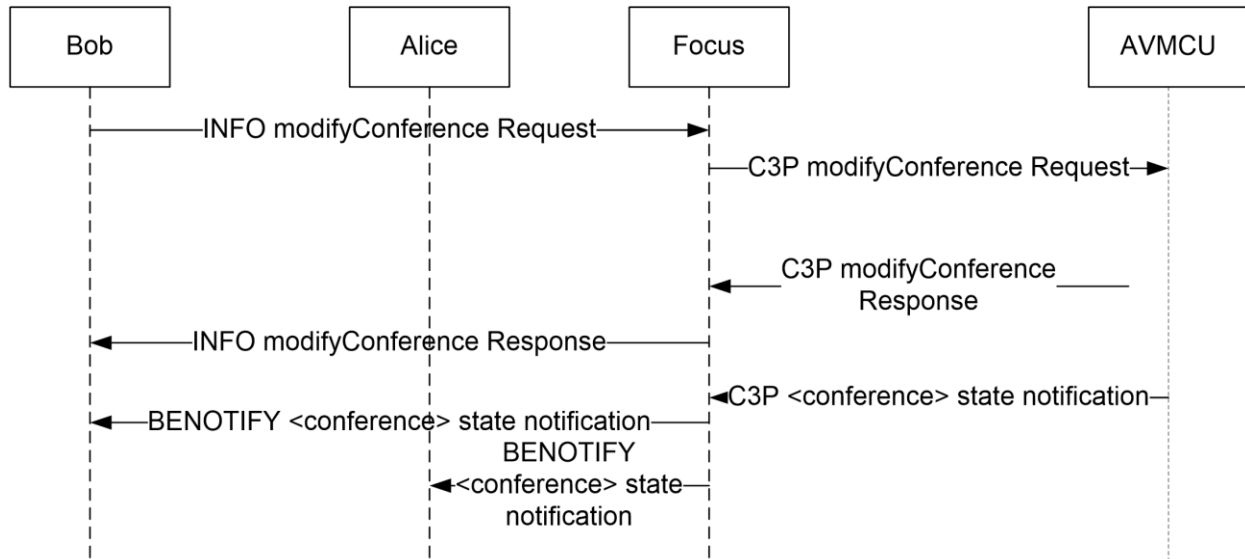 Bob
Alice
Focus
AVMCU
INFO modifyConference Request
C3P modifyConference Request
C3P modifyConference
Response
INFO modifyConference Response
C3P <conference> state notification
BENOTIFY <conference> state notification
BENOTIFY
<conference> state
notification